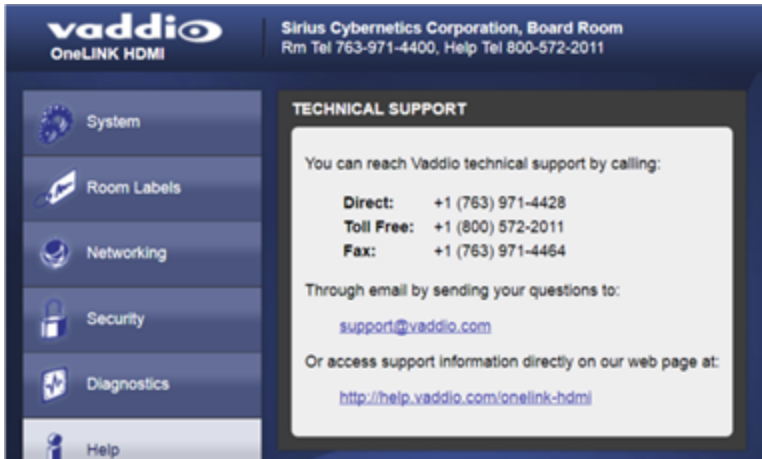 vaddio
OneLINK HDMI
Sirius Cybernetics Corporation, Board Room
Rm Tel 763-971-4400, Help Tel 800-572-2011
System
Room Labels
Networking
Security
Diagnostics
Help
TECHNICAL SUPPORT
You can reach Vaddio technical support by calling:
Direct: +1 (763) 971-4428
Toll Free: +1 (800) 572-2011
Fax: +1 (763) 971-4464
Through email by sending your questions to:
support@vaddio.com
Or access support information directly on our web page at:
http://help.vaddio.com/onelink-hdmi